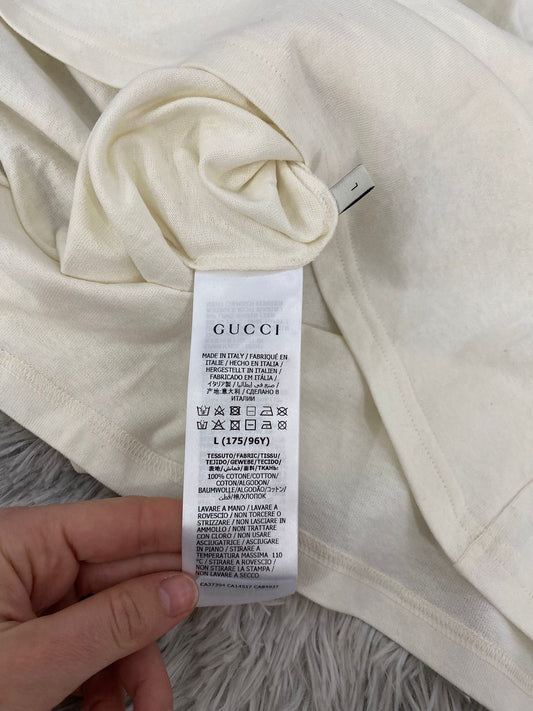 L
GUCCI
MADE IN ITALY / FABRIQUÉ EN
ITALIE / HECHO EN ITALIA /
HERGESTELLT IN ITALIEN /
FABRICADO EM ITÁLIA /
イタリア製 / صنع في إيطاليا /
产地:意大利 / СДЕЛАНО В
ИТАЛИИ
L (175/96Y)
TESSUTO/FABRIC/TISSU/
TEJIDO/GEWEBE/TECIDO/
表地/قماش/面料/ТКАНЬ:
100% COTONE/COTTON/
COTON/ALGODON/
BAUMWOLLE/ALGODÃO/コットン/
قطن/棉/ХЛОПОК
LAVARE A MANO / LAVARE A
ROVESCIO / NON TORCERE O
STRIZZARE / NON LASCIARE IN
AMMOLLO / NON TRATTARE
CON CLORO / NON USARE
ASCIUGATRICE / ASCIUGARE
IN PIANO / STIRARE A
TEMPERATURA MASSIMA 110
°C / STIRARE A ROVESCIO /
NON STIRARE LA STAMPA /
NON LAVARE A SECCO